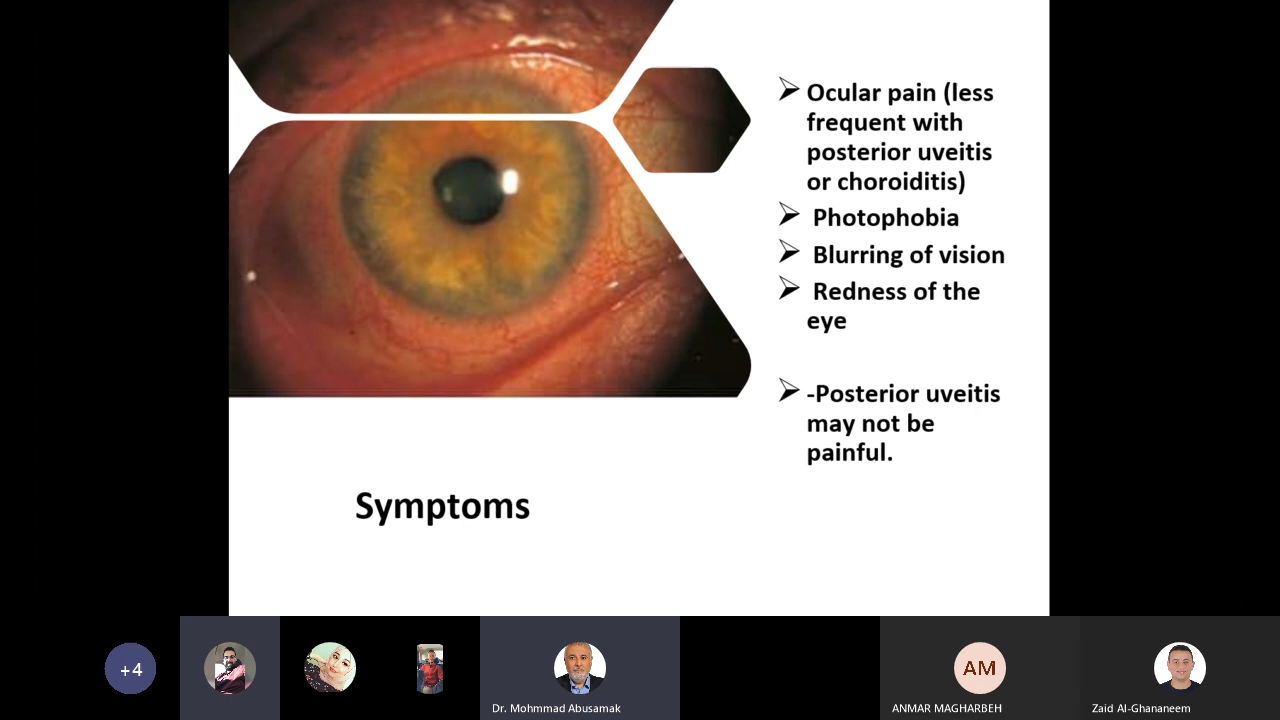 ➢ Ocular pain (less
frequent with
posterior uveitis
or choroiditis)
➢ Photophobia
➢ Blurring of vision
➢ Redness of the
eye
➢ -Posterior uveitis
may not be
painful.
Symptoms
+4
Dr. Mohmmad Abusamak
AM
ANMAR MAGHARBEH
Zaid Al-Ghananeem